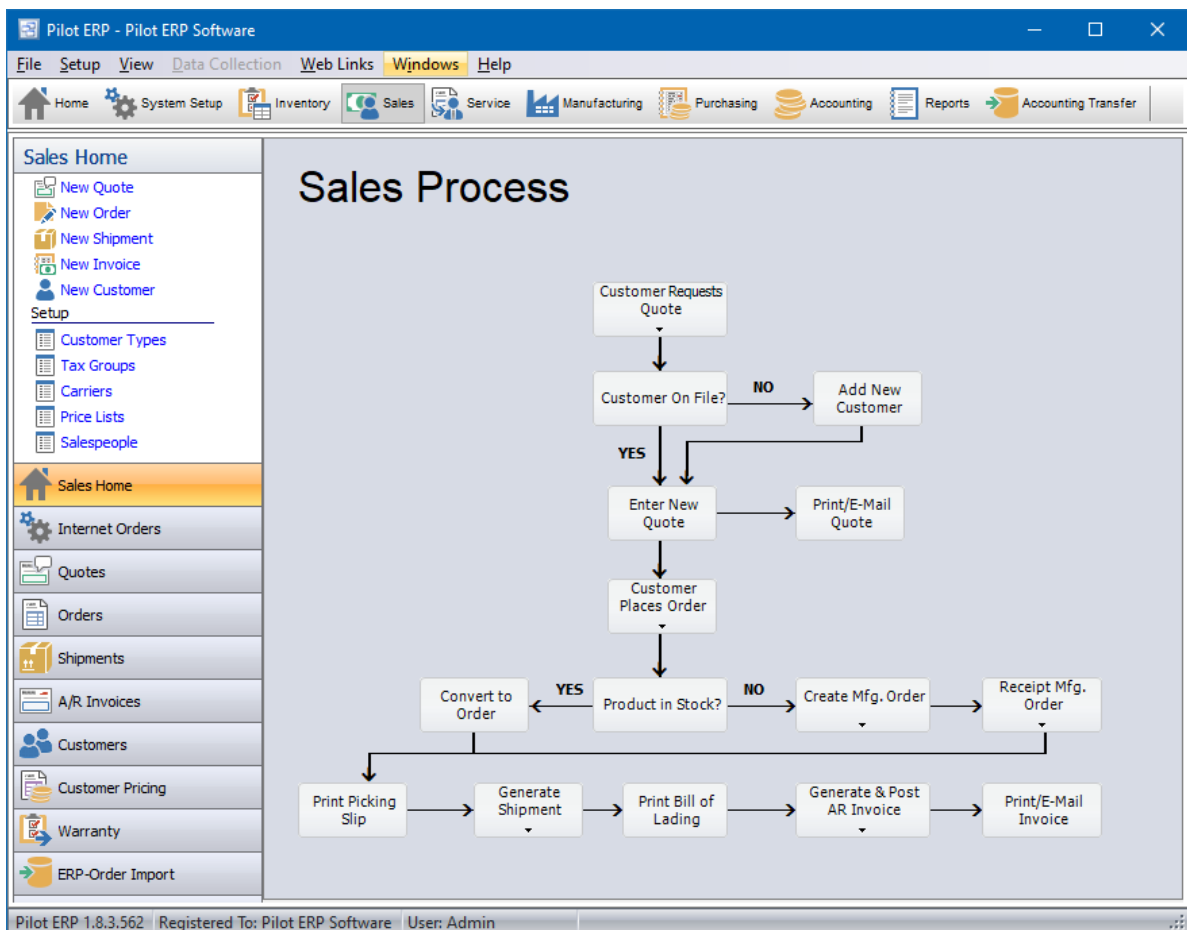 Pilot ERP - Pilot ERP Software
File Setup View Data Collection Web Links Windows Help
Home System Setup Inventory Sales Service Manufacturing Purchasing Accounting Reports Accounting Transfer
Sales Home
New Quote
New Order
New Shipment
New Invoice
New Customer
Setup
Customer Types
Tax Groups
Carriers
Price Lists
Salespeople
Sales Home
Internet Orders
Quotes
Orders
Shipments
A/R Invoices
Customers
Customer Pricing
Warranty
ERP-Order Import
Sales Process
Customer Requests
Quote
Customer On File?
NO
Add New
Customer
YES
Enter New
Quote
Print/E-Mail
Quote
Customer
Places Order
Convert to
Order
YES
Product in Stock?
NO
Create Mfg. Order
Receipt Mfg.
Order
Print Picking
Slip
Generate
Shipment
Print Bill of
Lading
Generate & Post
AR Invoice
Print/E-Mail
Invoice
Pilot ERP 1.8.3.562 Registered To: Pilot ERP Software User: Admin